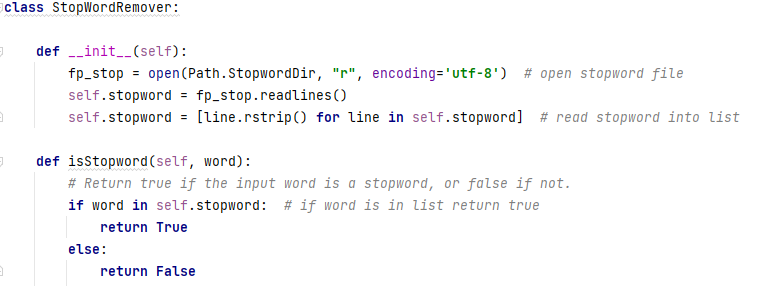 class StopWordRemover:
def __init__(self):
fp_stop = open(Path.StopwordDir, "r", encoding='utf-8')  # open stopword file
self.stopword = fp_stop.readlines()
self.stopword = [line.rstrip() for line in self.stopword]  # read stopword into list
def isStopword(self, word):
# Return true if the input word is a stopword, or false if not.
if word in self.stopword:  # if word is in list return true
return True
else:
return False